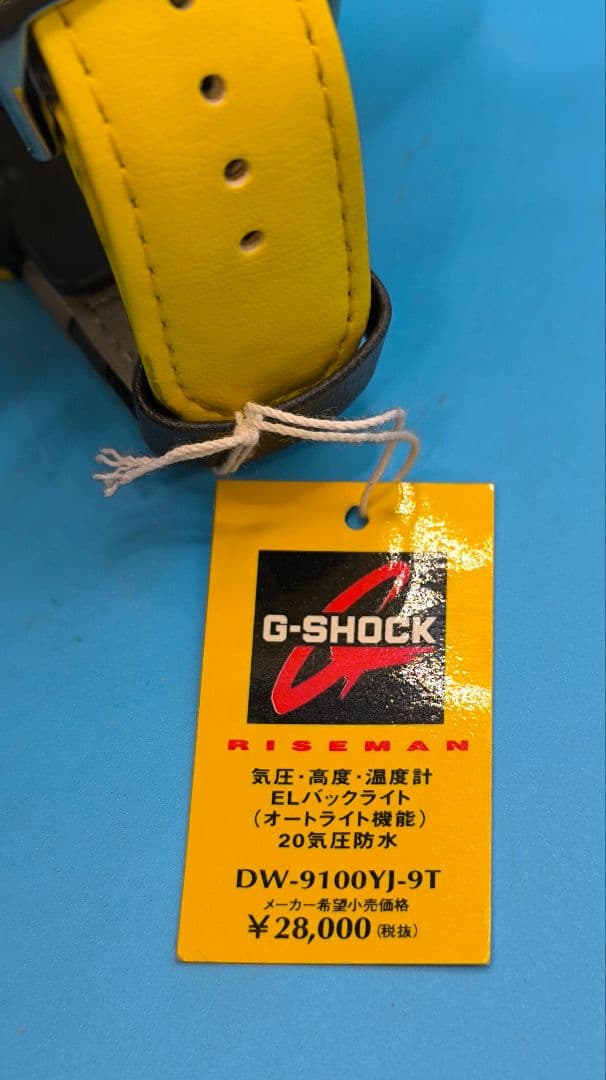 G-SHOCK
RISEMAN
気圧・高度・温度計
ELバックライト
(オートライト機能)
20気圧防水
DW-9100YJ-9T
メーカー希望小売価格
¥28,000(税抜)